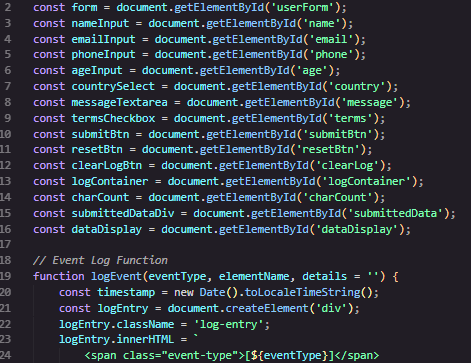 2 const form = document.getElementById('userForm');
3 const nameInput = document.getElementById('name');
4 const emailInput = document.getElementById('email');
5 const phoneInput = document.getElementById('phone');
6 const ageInput = document.getElementById('age');
7 const countrySelect = document.getElementById('country');
8 const messageTextarea = document.getElementById('message');
9 const termsCheckbox = document.getElementById('terms');
10 const submitBtn = document.getElementById('submitBtn');
11 const resetBtn = document.getElementById('resetBtn');
12 const clearLogBtn = document.getElementById('clearLog');
13 const logContainer = document.getElementById('logContainer');
14 const charCount = document.getElementById('charCount');
15 const submittedDataDiv = document.getElementById('submittedData');
16 const dataDisplay = document.getElementById('dataDisplay');
17
18 // Event Log Function
19 function logEvent(eventType, elementName, details = '') {
20     const timestamp = new Date().toLocaleTimeString();
21     const logEntry = document.createElement('div');
22     logEntry.className = 'log-entry';
23     logEntry.innerHTML = `
24         <span class="event-type">[${eventType}]</span>